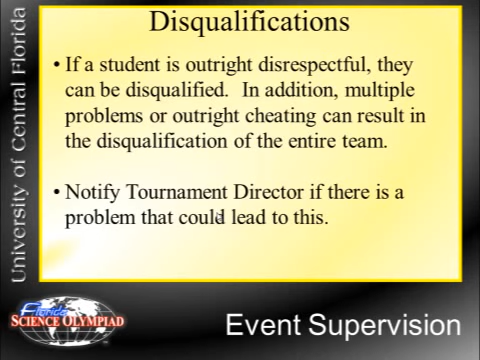 Disqualifications
• If a student is outright disrespectful, they
can be disqualified. In addition, multiple
problems or outright cheating can result in
the disqualification of the entire team.
• Notify Tournament Director if there is a
problem that could lead to this.
University of Central Florida
Florida
SCIENCE OLYMPIAD
Event Supervision